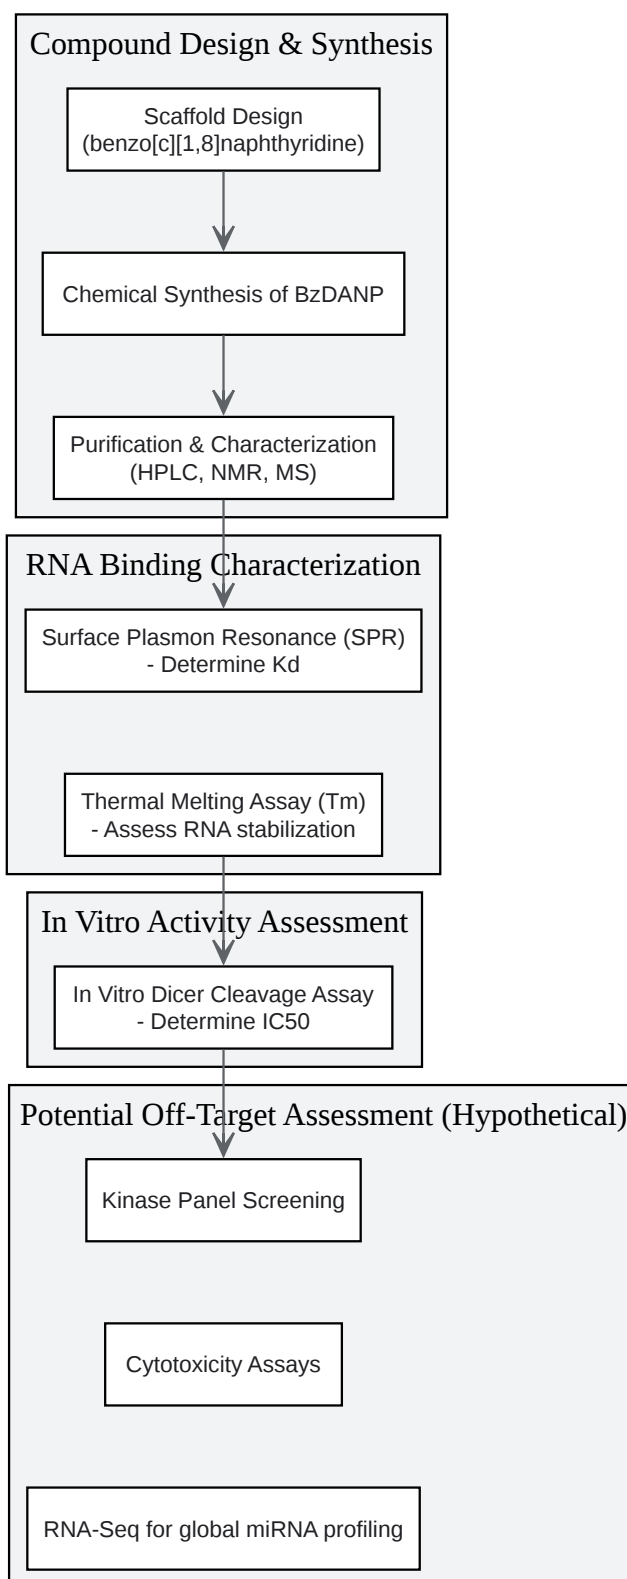 Compound Design & Synthesis
Scaffold Design
(benzo[c][1,8]naphthyridine)
Chemical Synthesis of BzDANP
Purification & Characterization
(HPLC, NMR, MS)
RNA Binding Characterization
Surface Plasmon Resonance (SPR)
- Determine Kd
Thermal Melting Assay (Tm)
- Assess RNA stabilization
In Vitro Activity Assessment
In Vitro Dicer Cleavage Assay
- Determine IC50
Potential Off-Target Assessment (Hypothetical)
Kinase Panel Screening
Cytotoxicity Assays
RNA-Seq for global miRNA profiling